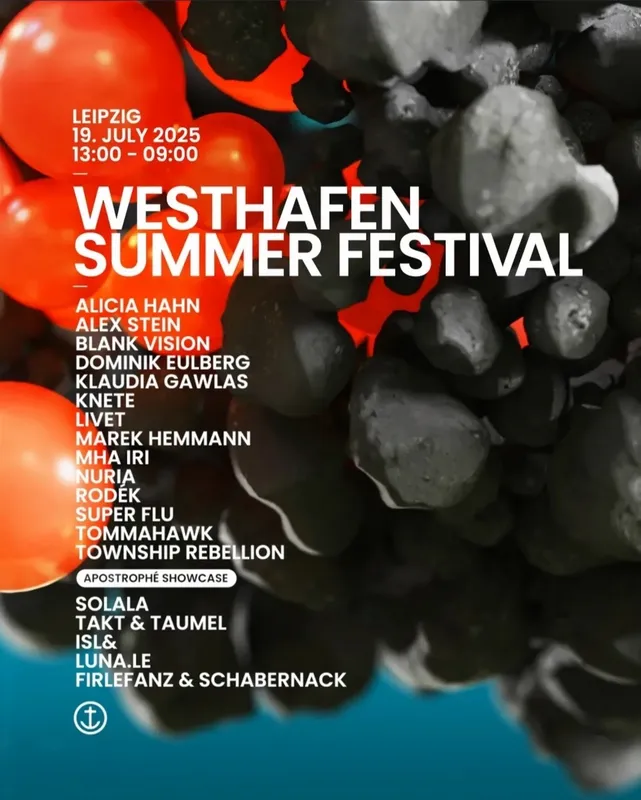 LEIPZIG
19. JULY 2025
13:00 – 09:00
WESTHAFEN
SUMMER FESTIVAL
ALICIA HAHN
ALEX STEIN
BLANK VISION
DOMINIK EULBERG
KLAUDIA GAWLAS
KNETE
LIVET
MAREK HEMMANN
MHA IRI
NURIA
RODÉK
SUPER FLU
TOMMAHAWK
TOWNSHIP REBELLION
APOSTROPHÉ SHOWCASE
SOLALA
TAKT & TAUMEL
ISL&
LUNA.LE
FIRLEFANZ & SCHABERNACK